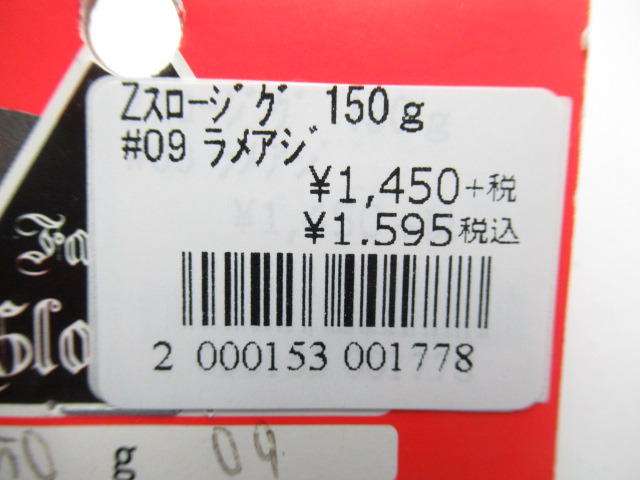 Zｽﾛｰｼﾞｸﾞ 150g
#09 ﾗﾒｱｼﾞ
¥1,450+税
¥1.595税込
2 000153 001778
09